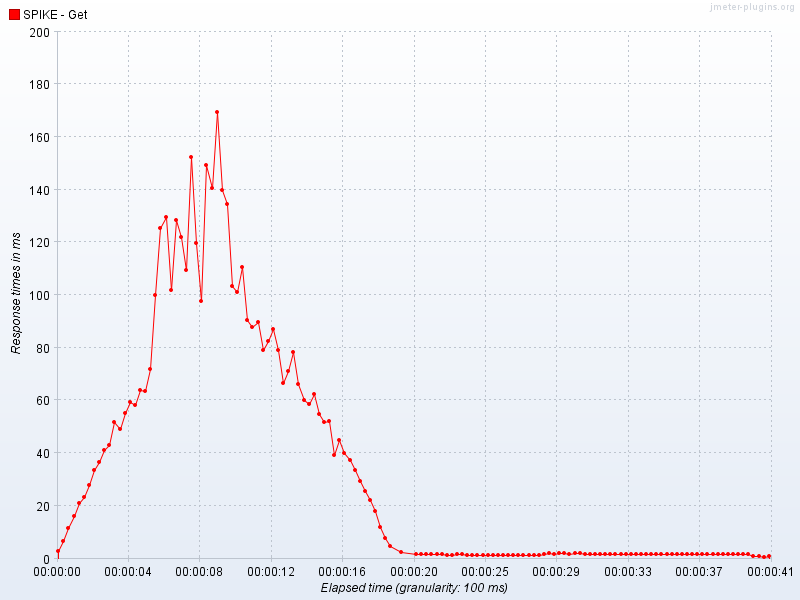 jmeter-plugins.org
SPIKE - Get
200
180
160
140
120
100
80
60
40
20
0
Response times in ms
00:00:00 00:00:04 00:00:08 00:00:12 00:00:16 00:00:20 00:00:25 00:00:29 00:00:33 00:00:37 00:00:41
Elapsed time (granularity: 100 ms)